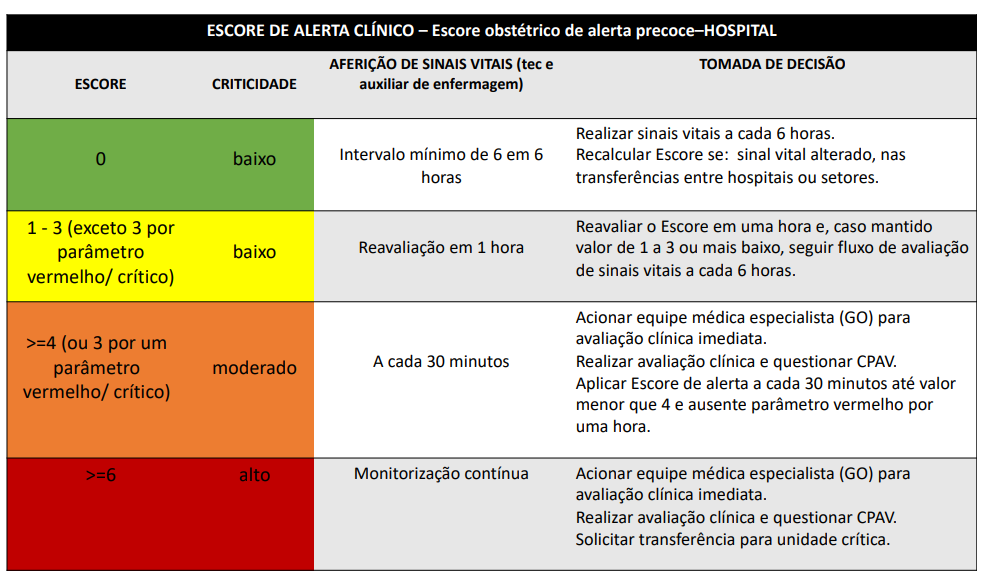 ESCORE DE ALERTA CLÍNICO – Escore obstétrico de alerta precoce–HOSPITAL
ESCORE
CRITICIDADE
AFERIÇÃO DE SINAIS VITAIS (tec e
auxiliar de enfermagem)
TOMADA DE DECISÃO
0
baixo
Intervalo mínimo de 6 em 6
horas
Realizar sinais vitais a cada 6 horas.
Recalcular Escore se: sinal vital alterado, nas
transferências entre hospitais ou setores.
1 - 3 (exceto 3 por
parâmetro
vermelho/ crítico)
baixo
Reavaliação em 1 hora
Reavaliar o Escore em uma hora e, caso mantido
valor de 1 a 3 ou mais baixo, seguir fluxo de avaliação
de sinais vitais a cada 6 horas.
>=4 (ou 3 por um
parâmetro
vermelho/ crítico)
moderado
A cada 30 minutos
Acionar equipe médica especialista (GO) para
avaliação clínica imediata.
Realizar avaliação clínica e questionar CPAV.
Aplicar Escore de alerta a cada 30 minutos até valor
menor que 4 e ausente parâmetro vermelho por
uma hora.
>=6
alto
Monitorização contínua
Acionar equipe médica especialista (GO) para
avaliação clínica imediata.
Realizar avaliação clínica e questionar CPAV.
Solicitar transferência para unidade crítica.